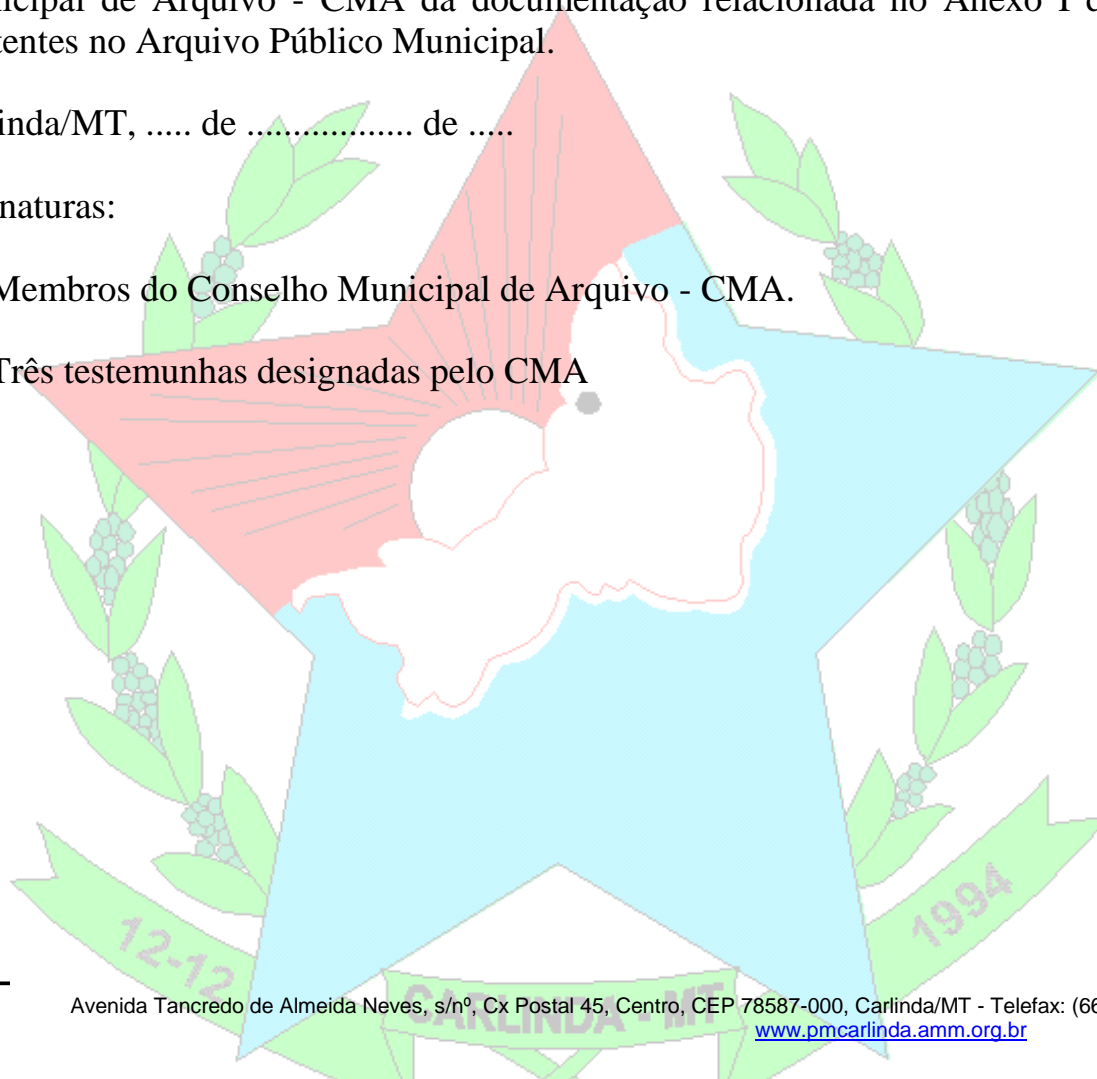 nicipal de Arquivo - CMA da documentação relacionada no Anexo I d
tentes no Arquivo Público Municipal.
inda/MT, ..... de ................. de .....
naturas:
Membros do Conselho Municipal de Arquivo - CMA.
Três testemunhas designadas pelo CMA
12-12
1994
CARLINDA - MT
Avenida Tancredo de Almeida Neves, s/nº, Cx Postal 45, Centro, CEP 78587-000, Carlinda/MT - Telefax: (66
www.pmcarlinda.amm.org.br